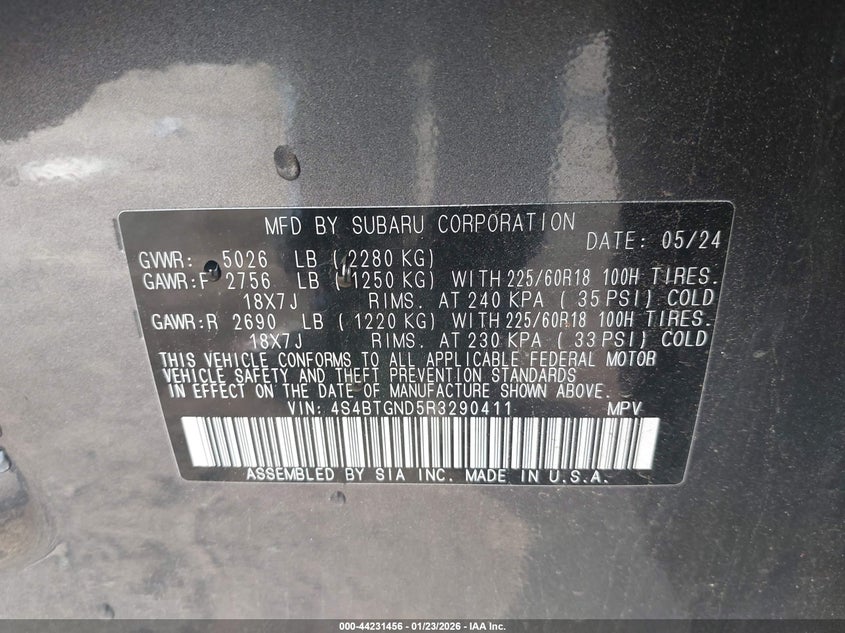 MFD BY SUBARU CORPORATION
DATE: 05/24
GVWR: 5026 LB ( 2280 KG)
GAWR:F 2756 LB ( 1250 KG) WITH 225/60R18 100H TIRES.
18X7J RIMS. AT 240 KPA ( 35 PSI) COLD
GAWR:R 2690 LB ( 1220 KG) WITH 225/60R18 100H TIRES.
18X7J RIMS. AT 230 KPA ( 33 PSI) COLD
THIS VEHICLE CONFORMS TO ALL APPLICABLE FEDERAL MOTOR
VEHICLE SAFETY AND THEFT PREVENTION STANDARDS
IN EFFECT ON THE DATE OF MANUFACTURE SHOWN ABOVE.
VIN: 4S4BTGND5R3290411 MPV
ASSEMBLED BY SIA INC. MADE IN U.S.A.
000-44231456 - 01/23/2026 - IAA Inc.